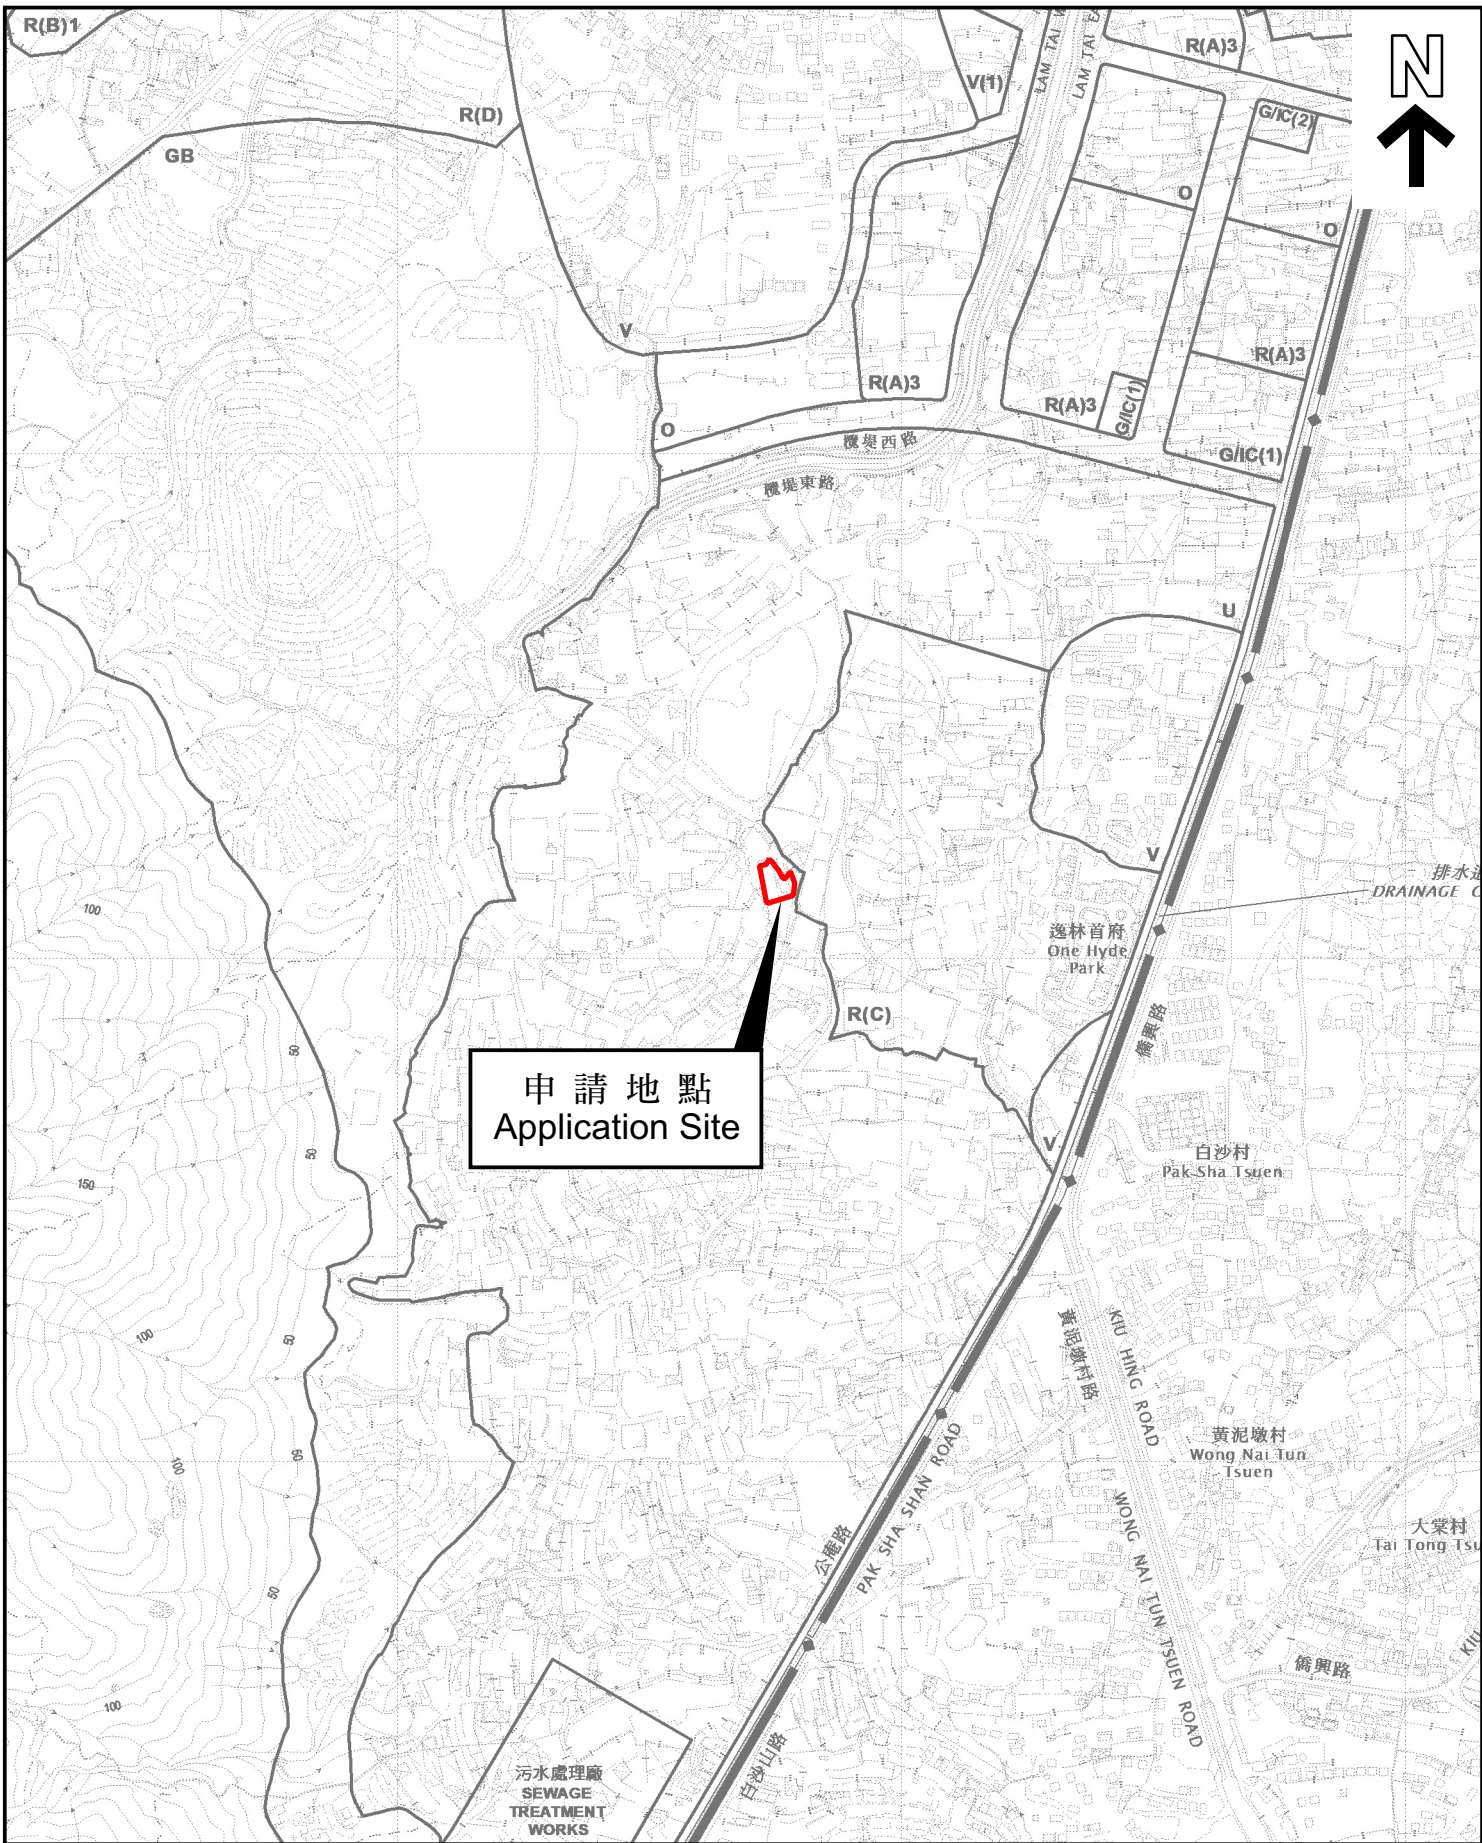 R(B)1
R(A)3
N
LAM TAI
LAM TAI
V(1)
R(D)
G/IC(2)
GB
O
O
V
R(A)3
R(A)3
R(A)3
G/IC(1)
O
欖堤西路
G/IC(1)
欖堤東路
U
V
排水
DRAINAGE
100
逸林首府
One Hyde
Park
R(C)
僑興路
50
申請地點
Application Site
V
50
白沙村
Pak Sha Tsuen
150
黃泥墩村路
KIU HING ROAD
100
50
黃泥墩村
Wong Nai Tun
Tsuen
100
50
PAK SHA SHAN ROAD
公庵路
WONG NAI TUN TSUEN ROAD
大棠村
Tai Tong
50
僑興路
100
白沙山路
污水處理廠
SEWAGE
TREATMENT
WORKS